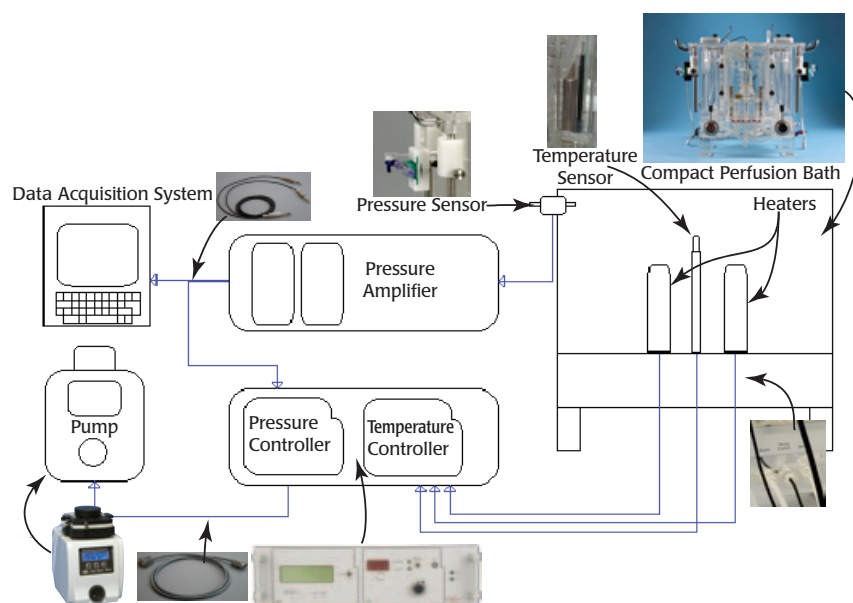 Temperature
Sensor
Compact Perfusion Bath
Data Acquisition System
Pressure Sensor
Heaters
Pressure
Amplifier
Pump
Pressure
Controller
Temperature
Controller